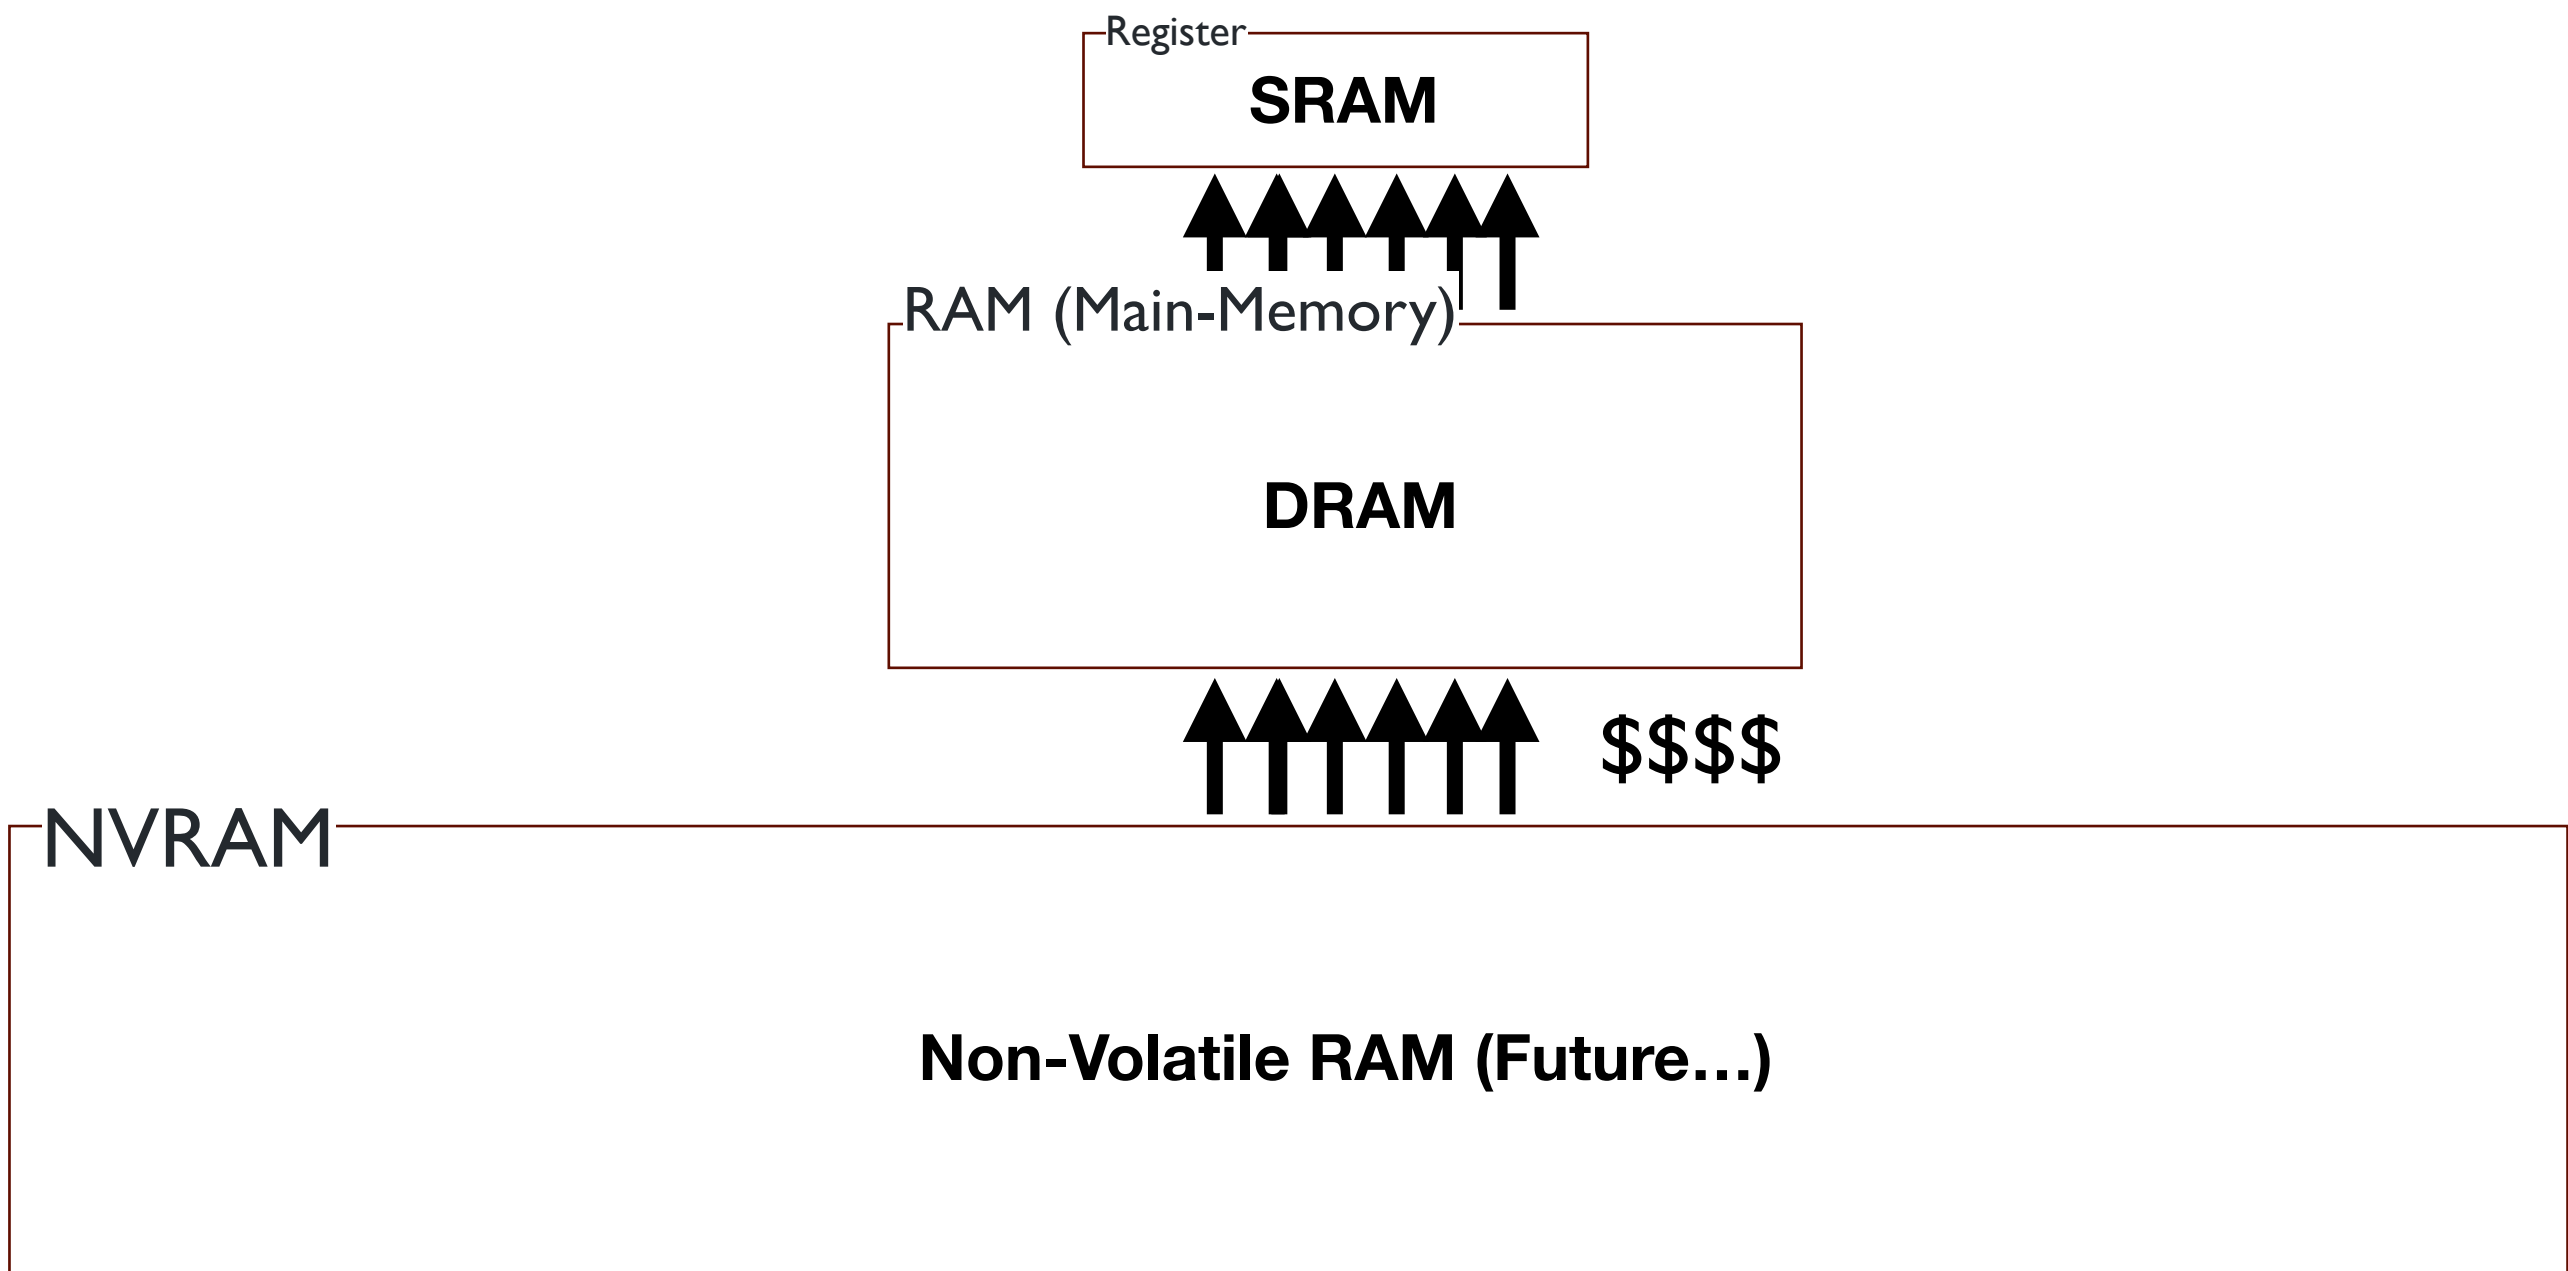 Register
SRAM
RAM (Main-Memory)
DRAM
$$$$
NVRAM
Non-Volatile RAM (Future…)